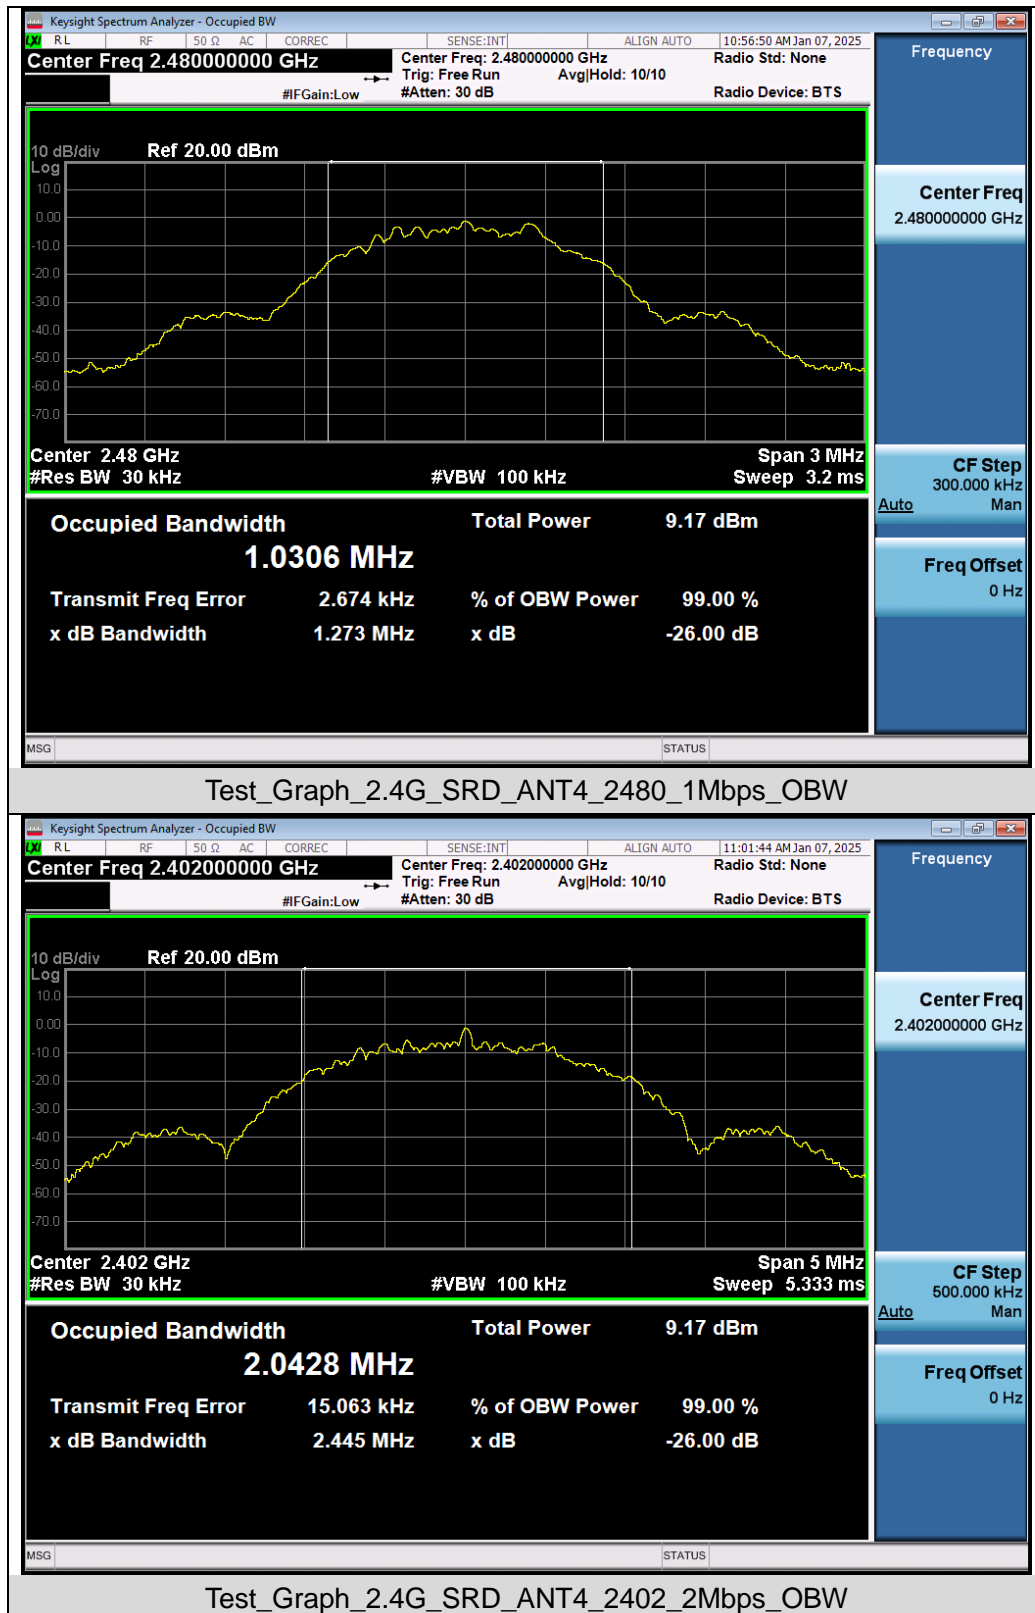 Keysight Spectrum Analyzer - Occupied BW
LXI RL RF 50 Ω AC CORREC SENSE:INT ALIGN AUTO 10:56:50 AM Jan 07, 2025
Center Freq 2.480000000 GHz
Center Freq: 2.480000000 GHz
Radio Std: None
Trig: Free Run Avg|Hold: 10/10
#IFGain:Low
#Atten: 30 dB
Radio Device: BTS
Frequency
10 dB/div Ref 20.00 dBm
Log
10.0
0.00
-10.0
-20.0
-30.0
-40.0
-50.0
-60.0
-70.0
Center 2.48 GHz Span 3 MHz
#Res BW 30 kHz #VBW 100 kHz Sweep 3.2 ms
Center Freq
2.480000000 GHz
CF Step
300.000 kHz
Auto Man
Freq Offset
0 Hz
Occupied Bandwidth Total Power 9.17 dBm
1.0306 MHz
Transmit Freq Error 2.674 kHz % of OBW Power 99.00 %
x dB Bandwidth 1.273 MHz x dB -26.00 dB
MSG STATUS
Test_Graph_2.4G_SRD_ANT4_2480_1Mbps_OBW
Keysight Spectrum Analyzer - Occupied BW
LXI RL RF 50 Ω AC CORREC SENSE:INT ALIGN AUTO 11:01:44 AM Jan 07, 2025
Center Freq 2.402000000 GHz
Center Freq: 2.402000000 GHz
Radio Std: None
Trig: Free Run Avg|Hold: 10/10
#IFGain:Low
#Atten: 30 dB
Radio Device: BTS
Frequency
10 dB/div Ref 20.00 dBm
Log
10.0
0.00
-10.0
-20.0
-30.0
-40.0
-50.0
-60.0
-70.0
Center 2.402 GHz Span 5 MHz
#Res BW 30 kHz #VBW 100 kHz Sweep 5.333 ms
Center Freq
2.402000000 GHz
CF Step
500.000 kHz
Auto Man
Freq Offset
0 Hz
Occupied Bandwidth Total Power 9.17 dBm
2.0428 MHz
Transmit Freq Error 15.063 kHz % of OBW Power 99.00 %
x dB Bandwidth 2.445 MHz x dB -26.00 dB
MSG STATUS
Test_Graph_2.4G_SRD_ANT4_2402_2Mbps_OBW